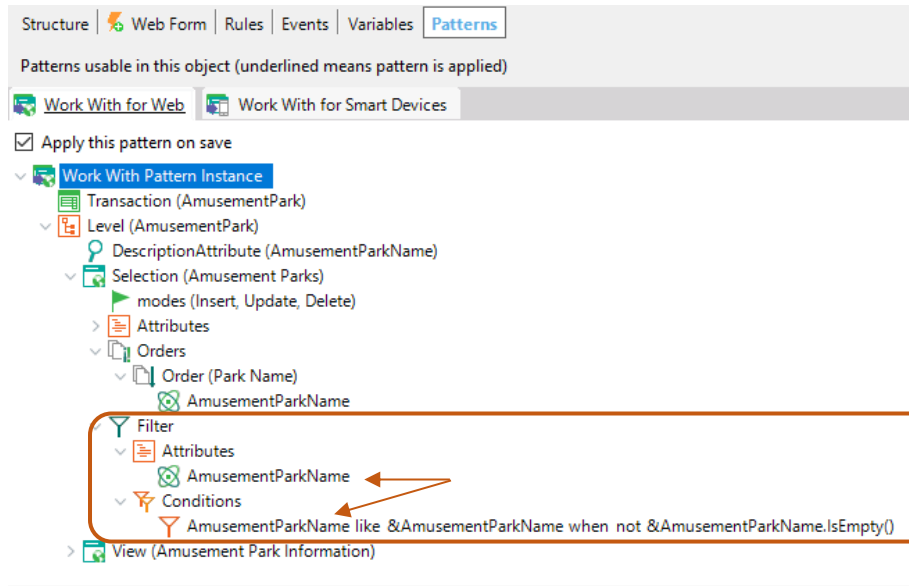 Structure Web Form Rules Events Variables Patterns
Patterns usable in this object (underlined means pattern is applied)
Work With for Web Work With for Smart Devices
Apply this pattern on save
Work With Pattern Instance
Transaction (AmusementPark)
Level (AmusementPark)
DescriptionAttribute (AmusementParkName)
Selection (Amusement Parks)
modes (Insert, Update, Delete)
Attributes
Orders
Order (Park Name)
AmusementParkName
Filter
Attributes
AmusementParkName
Conditions
AmusementParkName like &AmusementParkName when not &AmusementParkName.IsEmpty()
View (Amusement Park Information)